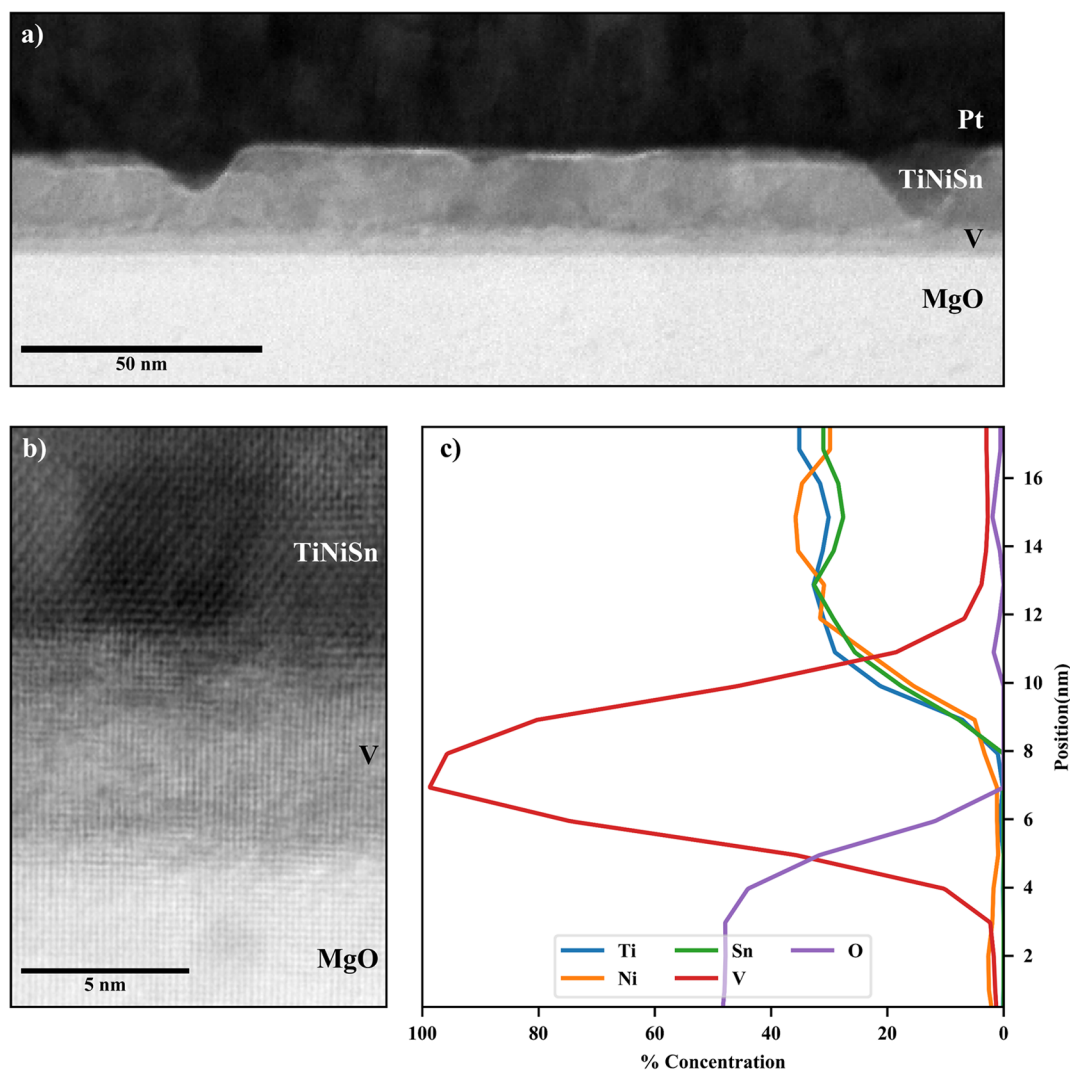 a)
Pt
TiNiSn
V
MgO
50 nm
b)
TiNiSn
V
MgO
5 nm
c)
16
14
12
10
8
6
4
2
Position(nm)
Ti Sn O
Ni V
100 80 60 40 20 0
% Concentration